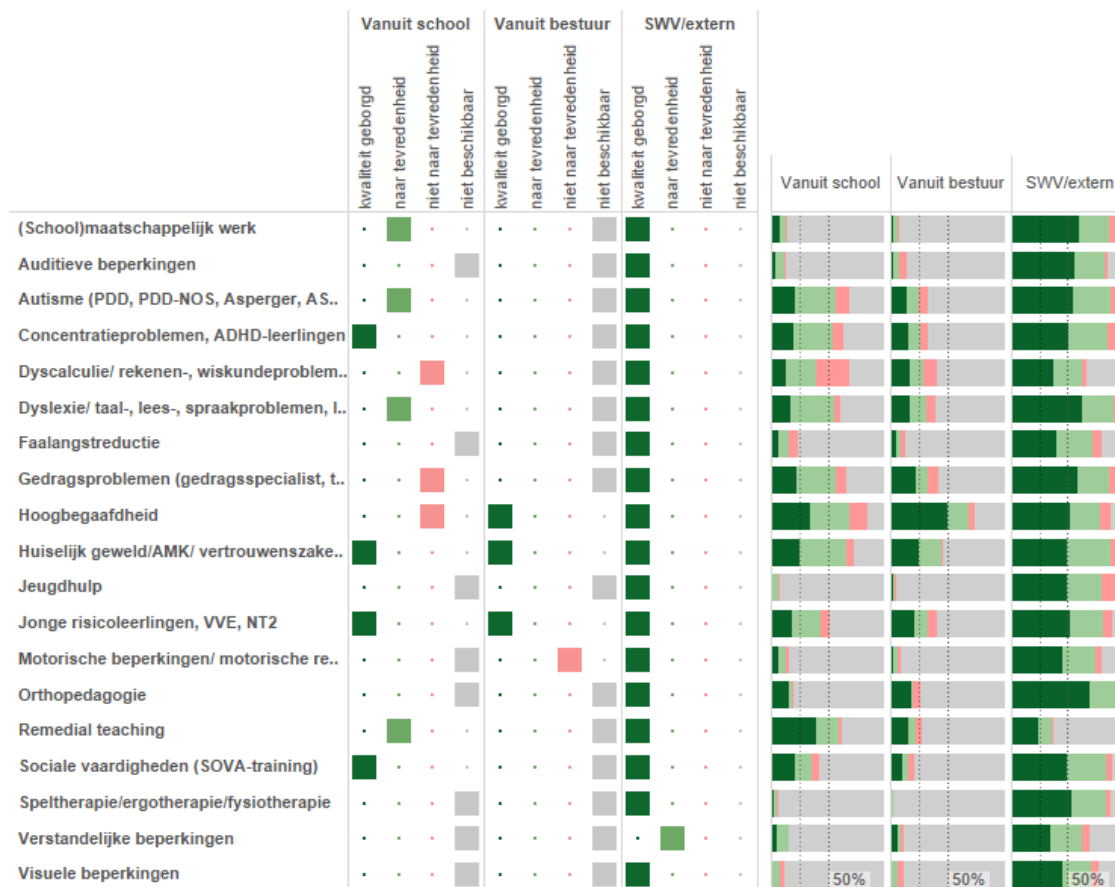 Vanuit school Vanuit bestuur SWV/extern
kwaliteit geborgd
naar tevredenheid
niet naar tevredenheid
niet beschikbaar
kwaliteit geborgd
naar tevredenheid
niet naar tevredenheid
niet beschikbaar
kwaliteit geborgd
naar tevredenheid
niet naar tevredenheid
niet beschikbaar
Vanuit school Vanuit bestuur SWV/extern
(School)maatschappelijk werk
Auditieve beperkingen
Autisme (PDD, PDD-NOS, Asperger, AS..
Concentratieproblemen, ADHD-leerlingen
Dyscalculie/ rekenen-, wiskundeproblem..
Dyslexie/ taal-, lees-, spraakproblemen, l..
Faalangstreductie
Gedragsproblemen (gedragsspecialist, t..
Hoogbegaafdheid
Huiselijk geweld/AMK/ vertrouwenszake..
Jeugdhulp
Jonge risicoleerlingen, VVE, NT2
Motorische beperkingen/ motorische re..
Orthopedagogie
Remedial teaching
Sociale vaardigheden (SOVA-training)
Speltherapie/ergotherapie/fysiotherapie
Verstandelijke beperkingen
Visuele beperkingen
50% 50% 50%